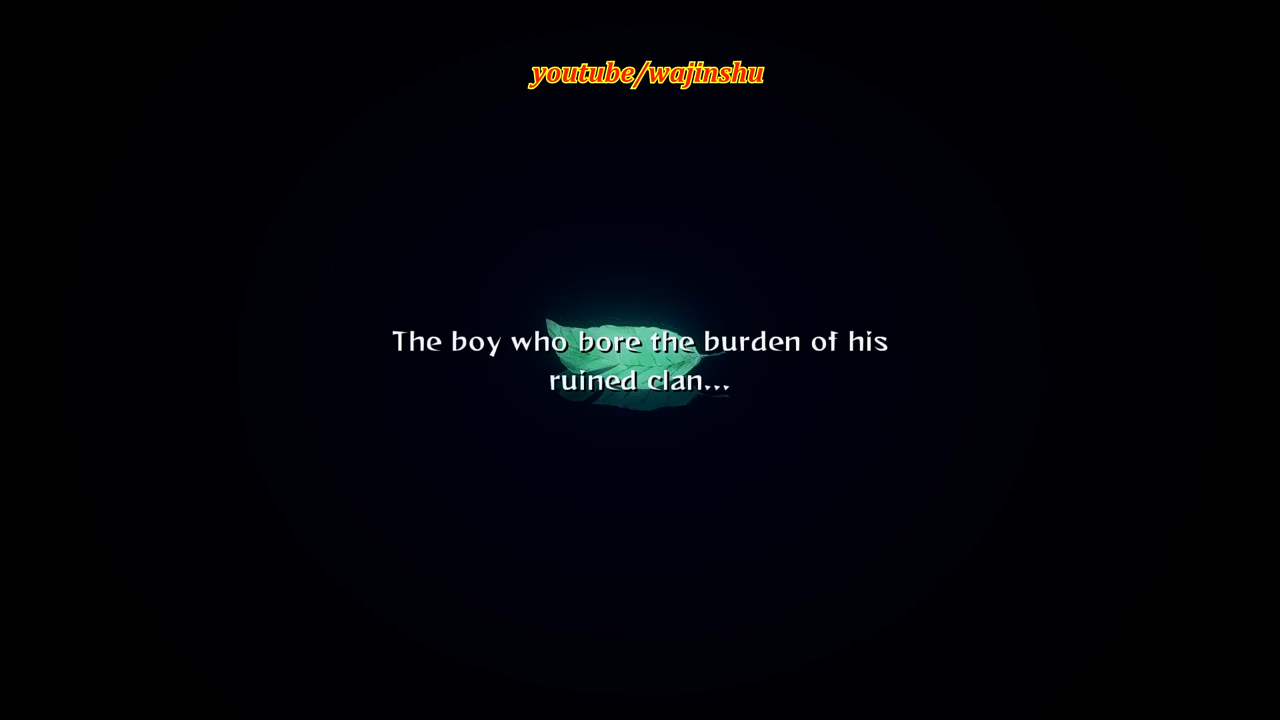 youtube/wajinshu
The boy who bore the burden of his
ruined clan...